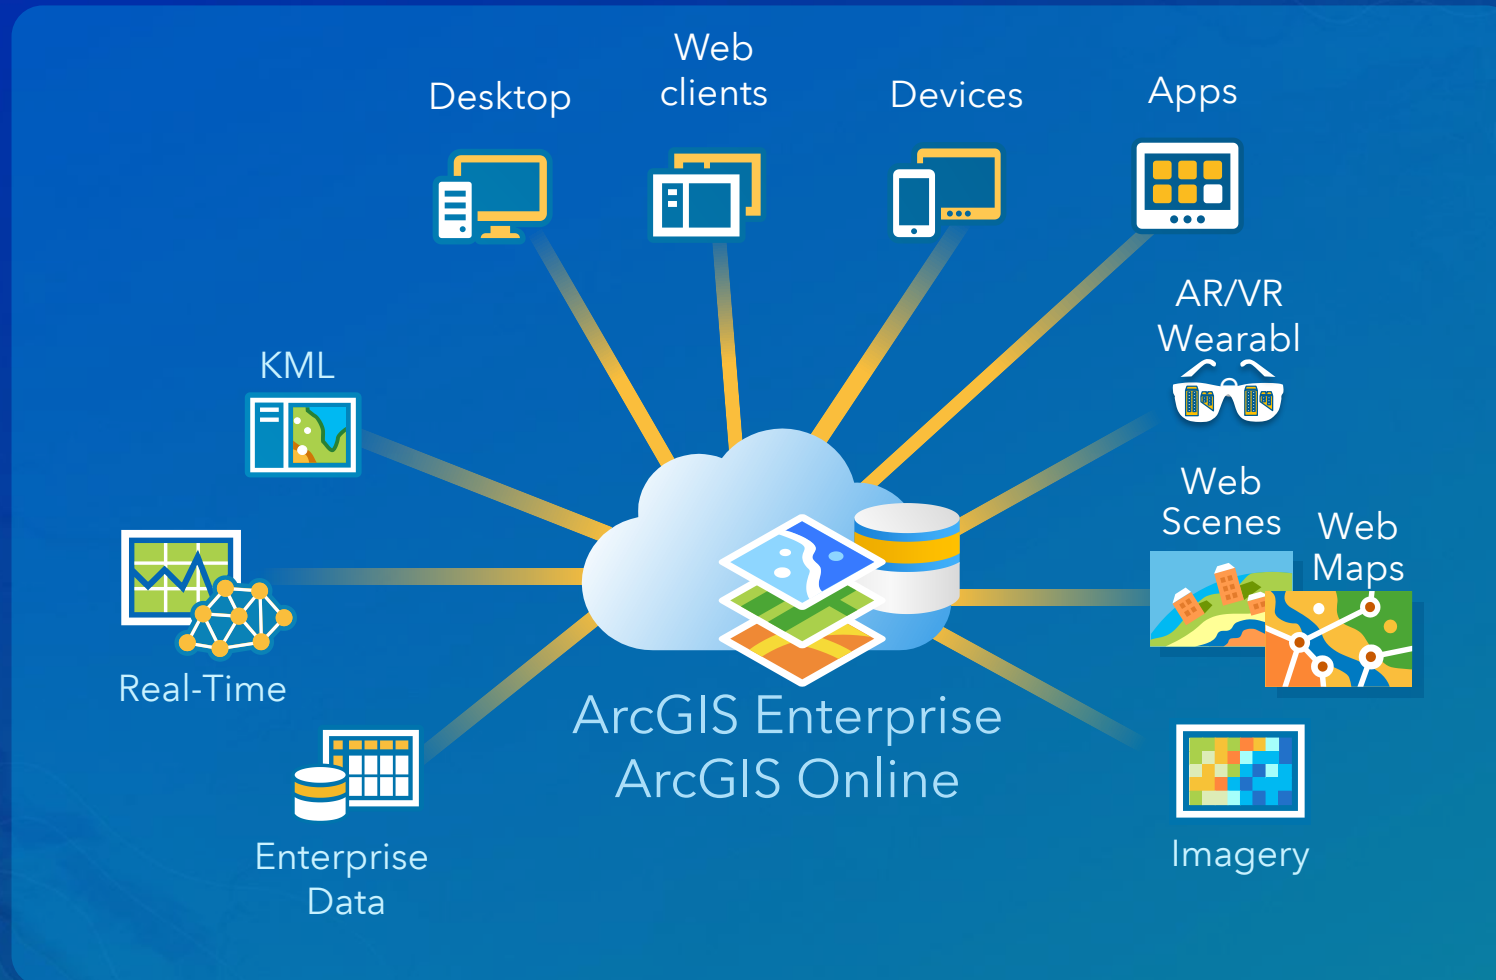 Desktop
Web
clients
Devices
Apps
AR/VR
Wearabl
KML
Web
Scenes
Web
Maps
Real-Time
ArcGIS Enterprise
ArcGIS Online
Enterprise
Data
Imagery